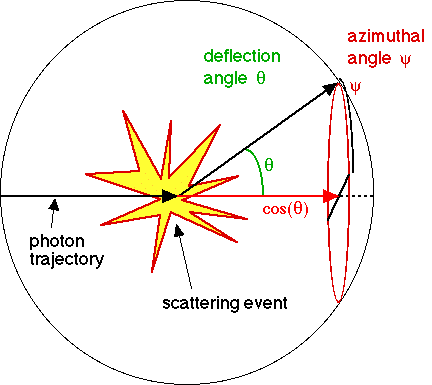 azimuthal
angle ψ
deflection
angle θ
ψ
θ
cos(θ)
photon
trajectory
scattering event